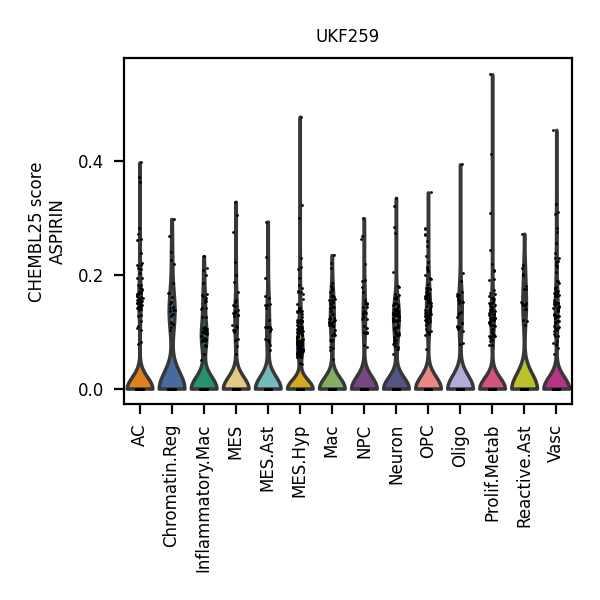 UKF259
CHEMBL25 score
ASPIRIN
0.4
0.2
0.0
AC
Chromatin.Reg
Inflammatory.Mac
MES
MES.Ast
MES.Hyp
Mac
NPC
Neuron
OPC
Oligo
Prolif.Metab
Reactive.Ast
Vasc